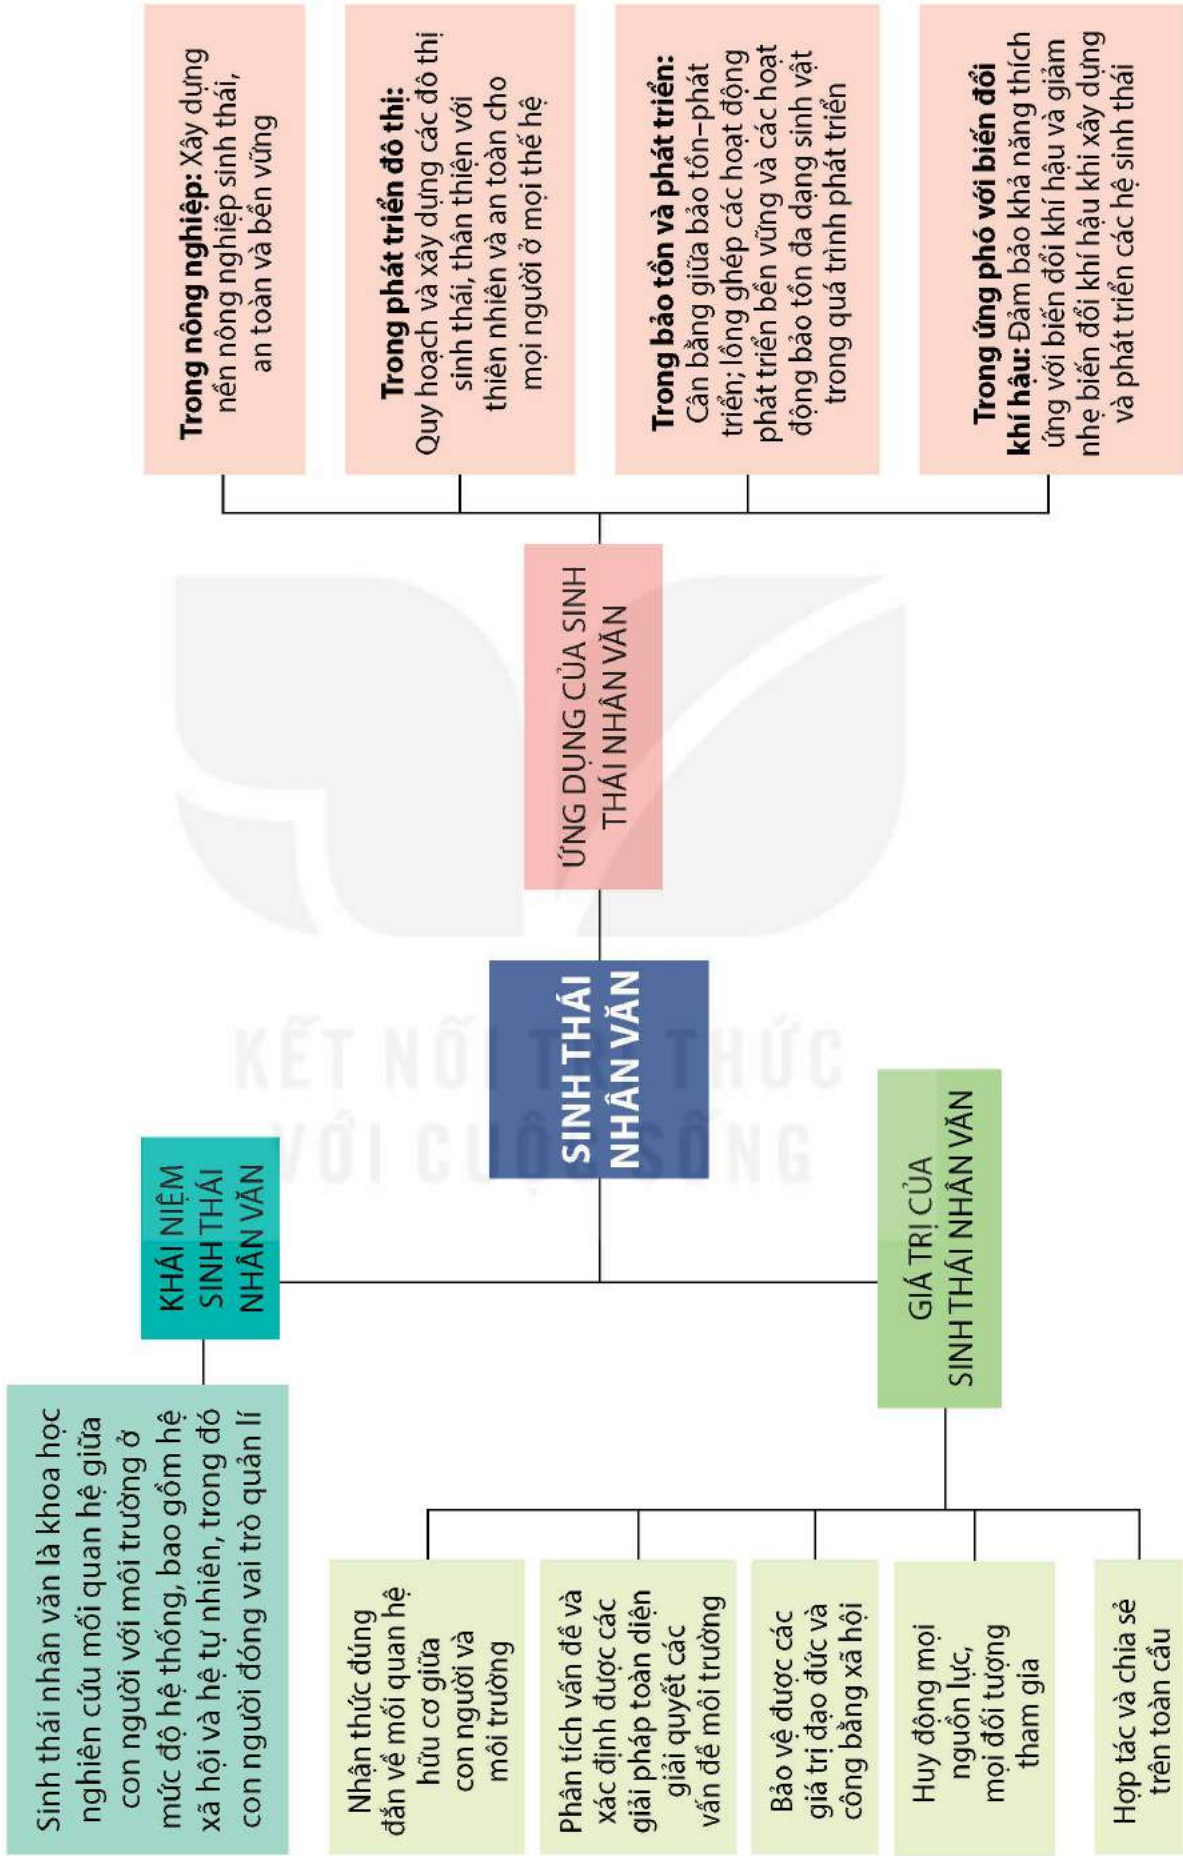 Sinh thái nhân văn là khoa học
nghiên cứu mối quan hệ giữa
con người với môi trường ở
mức độ hệ thống, bao gồm hệ
xã hội và hệ tự nhiên, trong đó
con người đóng vai trò quản lí
KHÁI NIỆM
SINH THÁI
NHÂN VĂN
Nhận thức đúng
đắn về mối quan hệ
hữu cơ giữa
con người và
môi trường
Phân tích vấn đề và
xác định được các
giải pháp toàn diện
giải quyết các
vấn đề môi trường
Bảo vệ được các
giá trị đạo đức và
công bằng xã hội
Huy động mọi
nguồn lực,
mọi đối tượng
tham gia
Hợp tác và chia sẻ
trên toàn cầu
GIÁ TRỊ CỦA
SINH THÁI NHÂN VĂN
SINH THÁI
NHÂN VĂN
ỨNG DỤNG CỦA SINH
THÁI NHÂN VĂN
Trong nông nghiệp: Xây dựng
nền nông nghiệp sinh thái,
an toàn và bền vững
Trong phát triển đô thị:
Quy hoạch và xây dựng các đô thị
sinh thái, thân thiện với
thiên nhiên và an toàn cho
mọi người ở mọi thế hệ
Trong bảo tồn và phát triển:
Cân bằng giữa bảo tồn–phát
triển; lồng ghép các hoạt động
phát triển bền vững và các hoạt
động bảo tồn đa dạng sinh vật
trong quá trình phát triển
Trong ứng phó với biến đổi
khí hậu: Đảm bảo khả năng thích
ứng với biến đổi khí hậu và giảm
nhẹ biến đổi khí hậu khi xây dựng
và phát triển các hệ sinh thái
KẾT NỐI TRI THỨC
VỚI CUỘC SỐNG